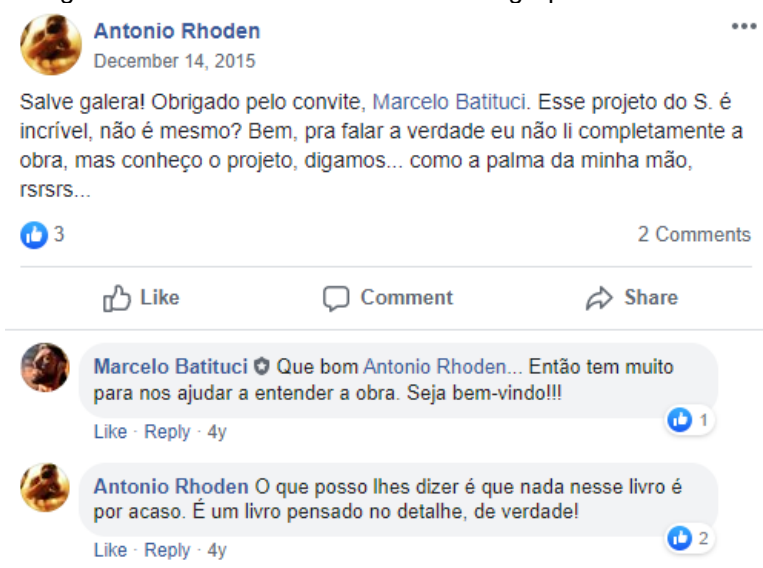 Antonio Rhoden
December 14, 2015
Salve galera! Obrigado pelo convite, Marcelo Batituci. Esse projeto do S. é
incrível, não é mesmo? Bem, pra falar a verdade eu não li completamente a
obra, mas conheço o projeto, digamos... como a palma da minha mão,
rsrsrs...
3
2 Comments
Like
Comment
Share
Marcelo Batituci Que bom Antonio Rhoden... Então tem muito
para nos ajudar a entender a obra. Seja bem-vindo!!!
1
Like · Reply · 4y
Antonio Rhoden O que posso lhes dizer é que nada nesse livro é
por acaso. É um livro pensado no detalhe, de verdade!
2
Like · Reply · 4y